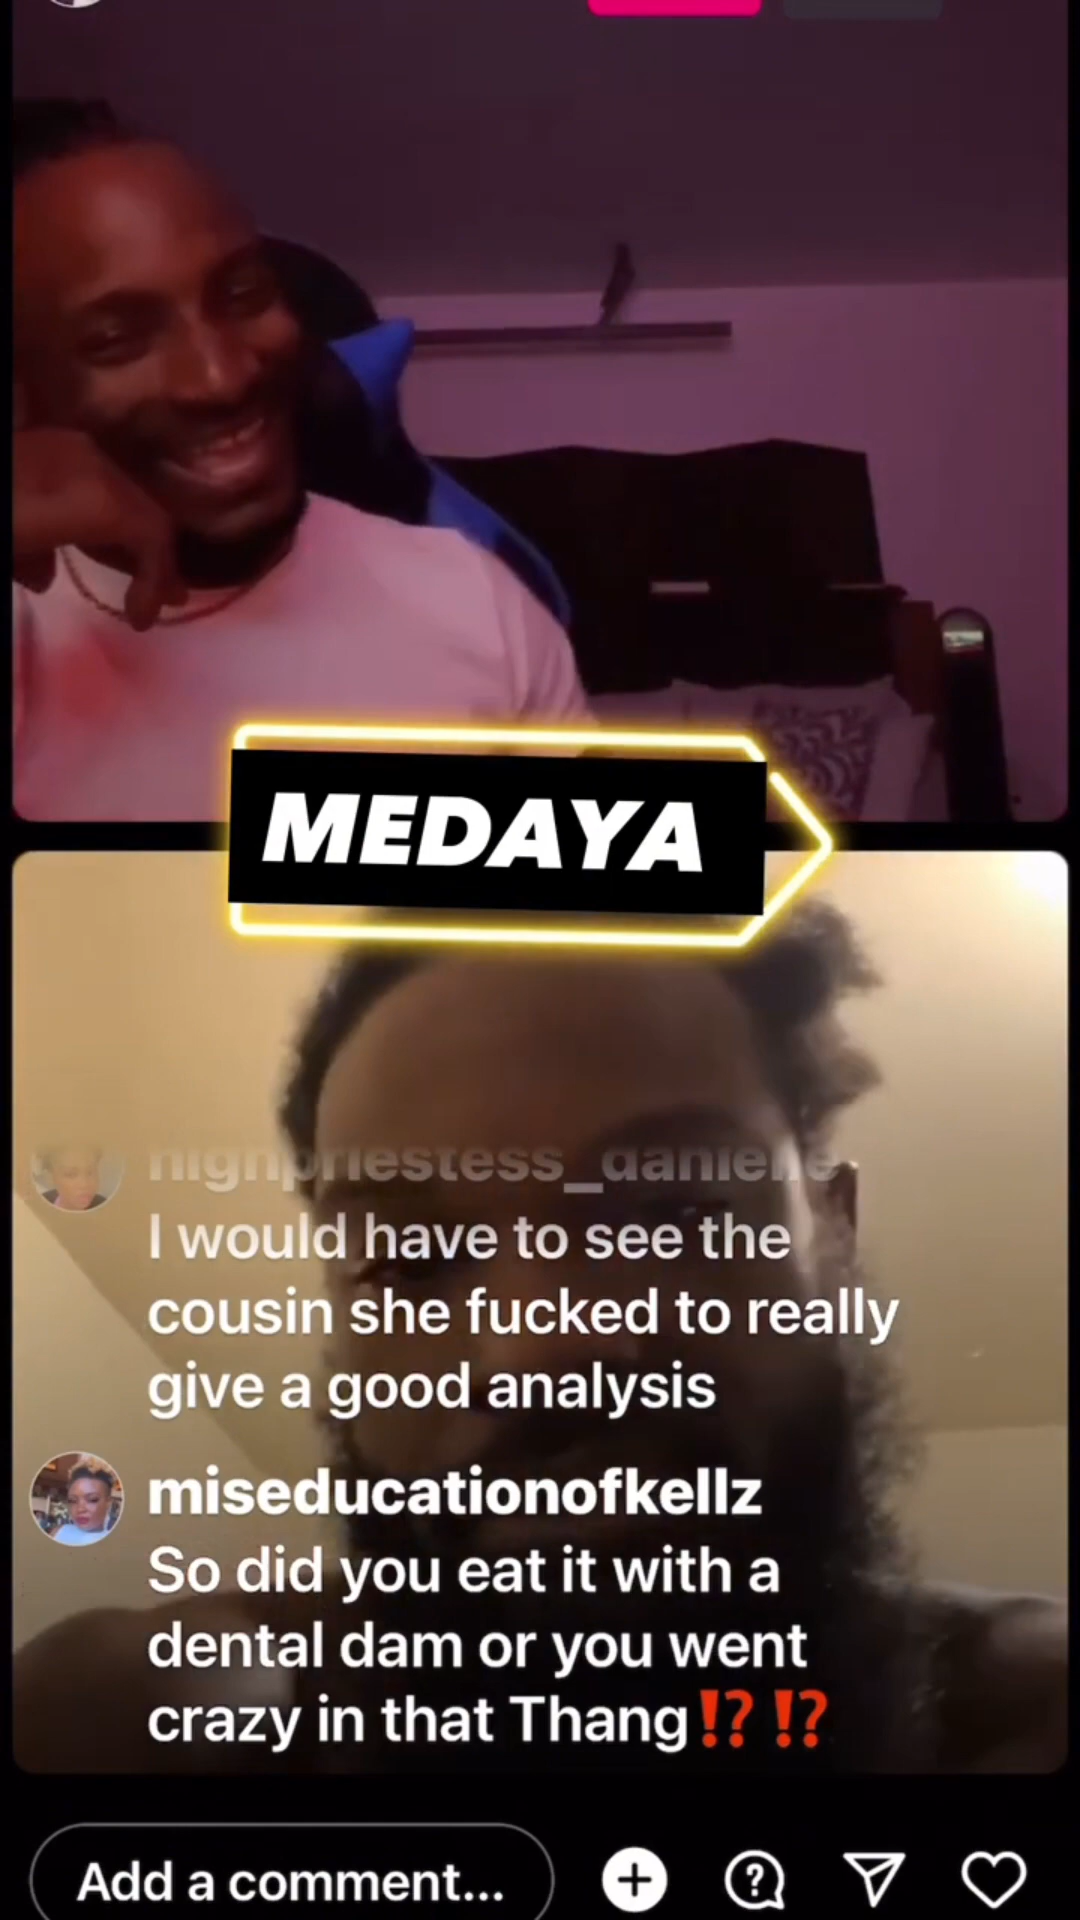 MEDAYA
highpriestess_danielle
I would have to see the
cousin she fucked to really
give a good analysis
miseducationofkellz
So did you eat it with a
dental dam or you went
crazy in that Thang⁉️⁉️
Add a comment...